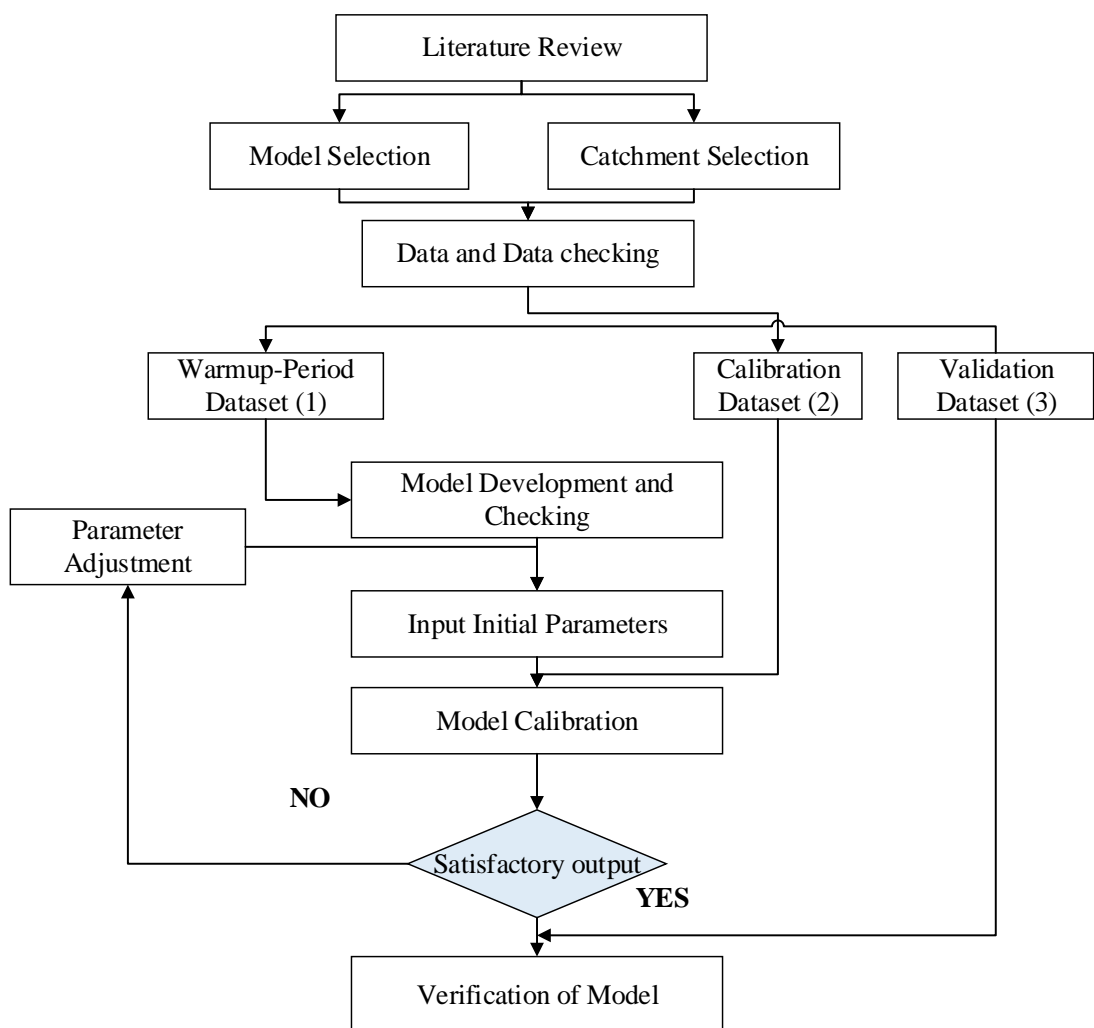 Literature Review
Model Selection
Catchment Selection
Data and Data checking
Warmup-Period
Dataset (1)
Calibration
Dataset (2)
Validation
Dataset (3)
Model Development and
Checking
Parameter
Adjustment
Input Initial Parameters
Model Calibration
NO
Satisfactory output
YES
Verification of Model